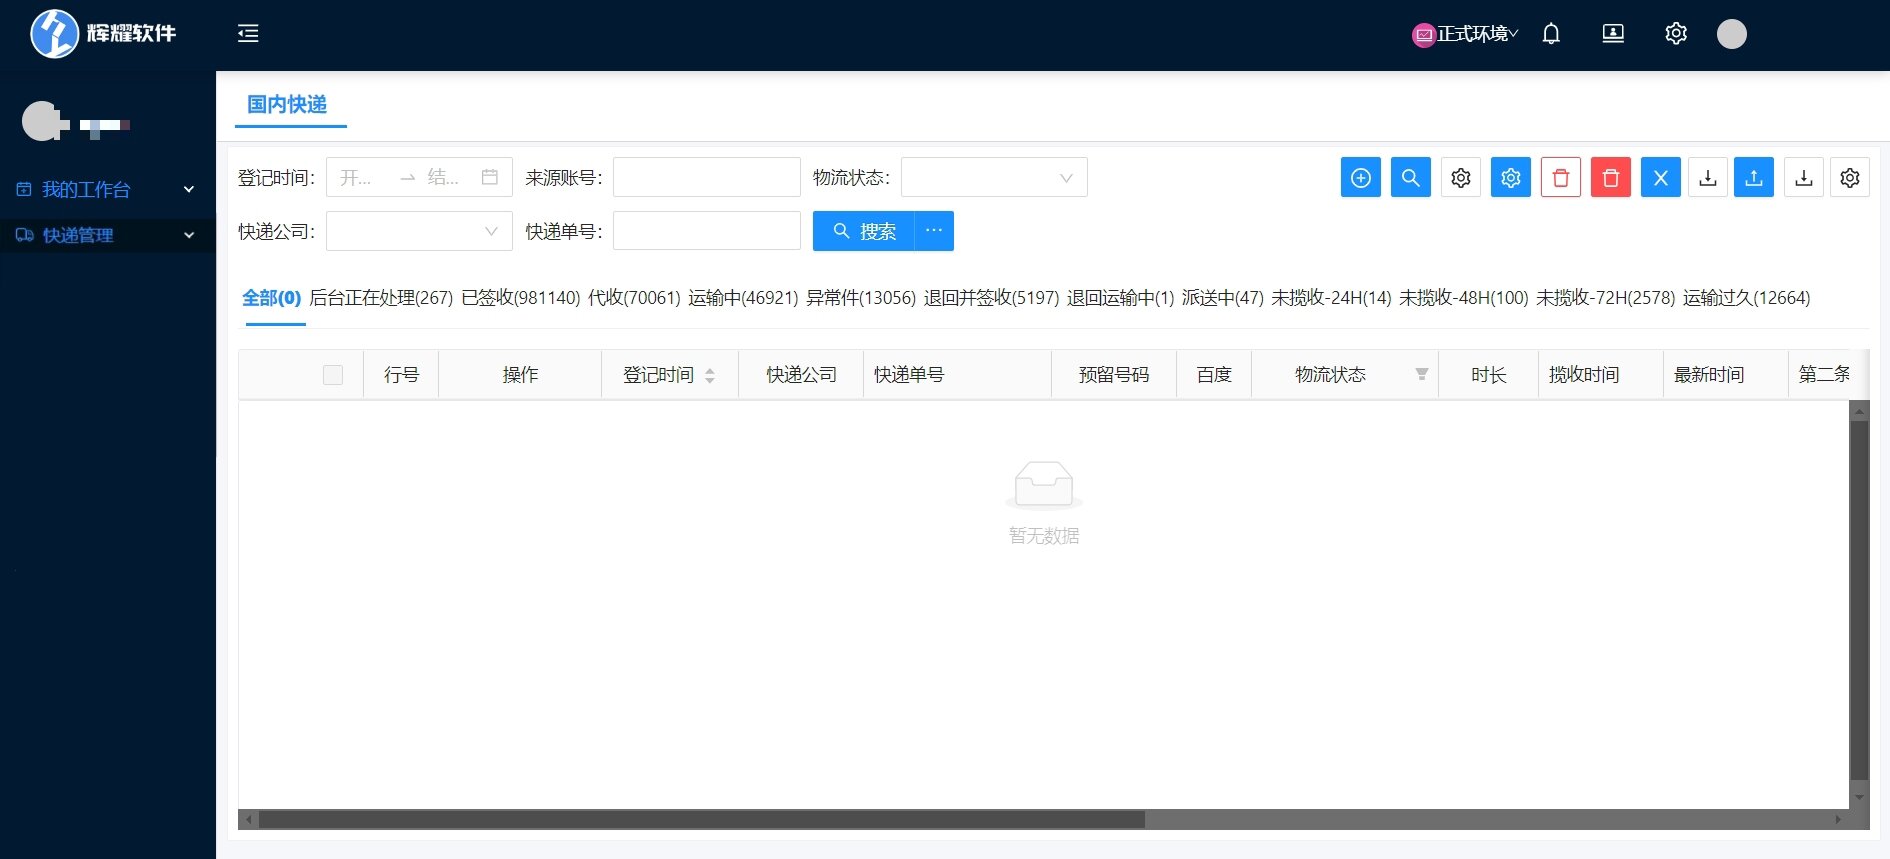 辉耀软件
正式环境
国内快递
我的工作台
快递管理
登记时间: 开... 结... 来源账号: 物流状态:
快递公司: 快递单号: 搜索 ···
全部(0) 后台正在处理(267) 已签收(981140) 代收(70061) 运输中(46921) 异常件(13056) 退回并签收(5197) 退回运输中(1) 派送中(47) 未揽收-24H(14) 未揽收-48H(100) 未揽收-72H(2578) 运输过久(12664)
行号 操作 登记时间 快递公司 快递单号 预留号码 百度 物流状态 时长 揽收时间 最新时间 第二条
暂无数据